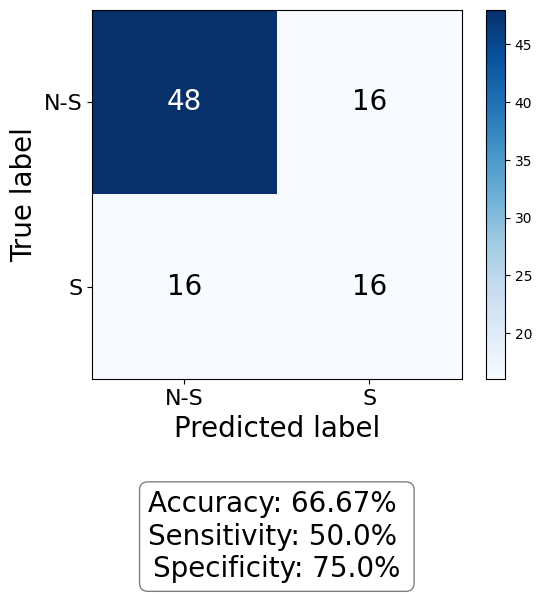 48 16
16 16
N-S
S
True label
N-S S
Predicted label
45
40
35
30
25
20
Accuracy: 66.67%
Sensitivity: 50.0%
Specificity: 75.0%